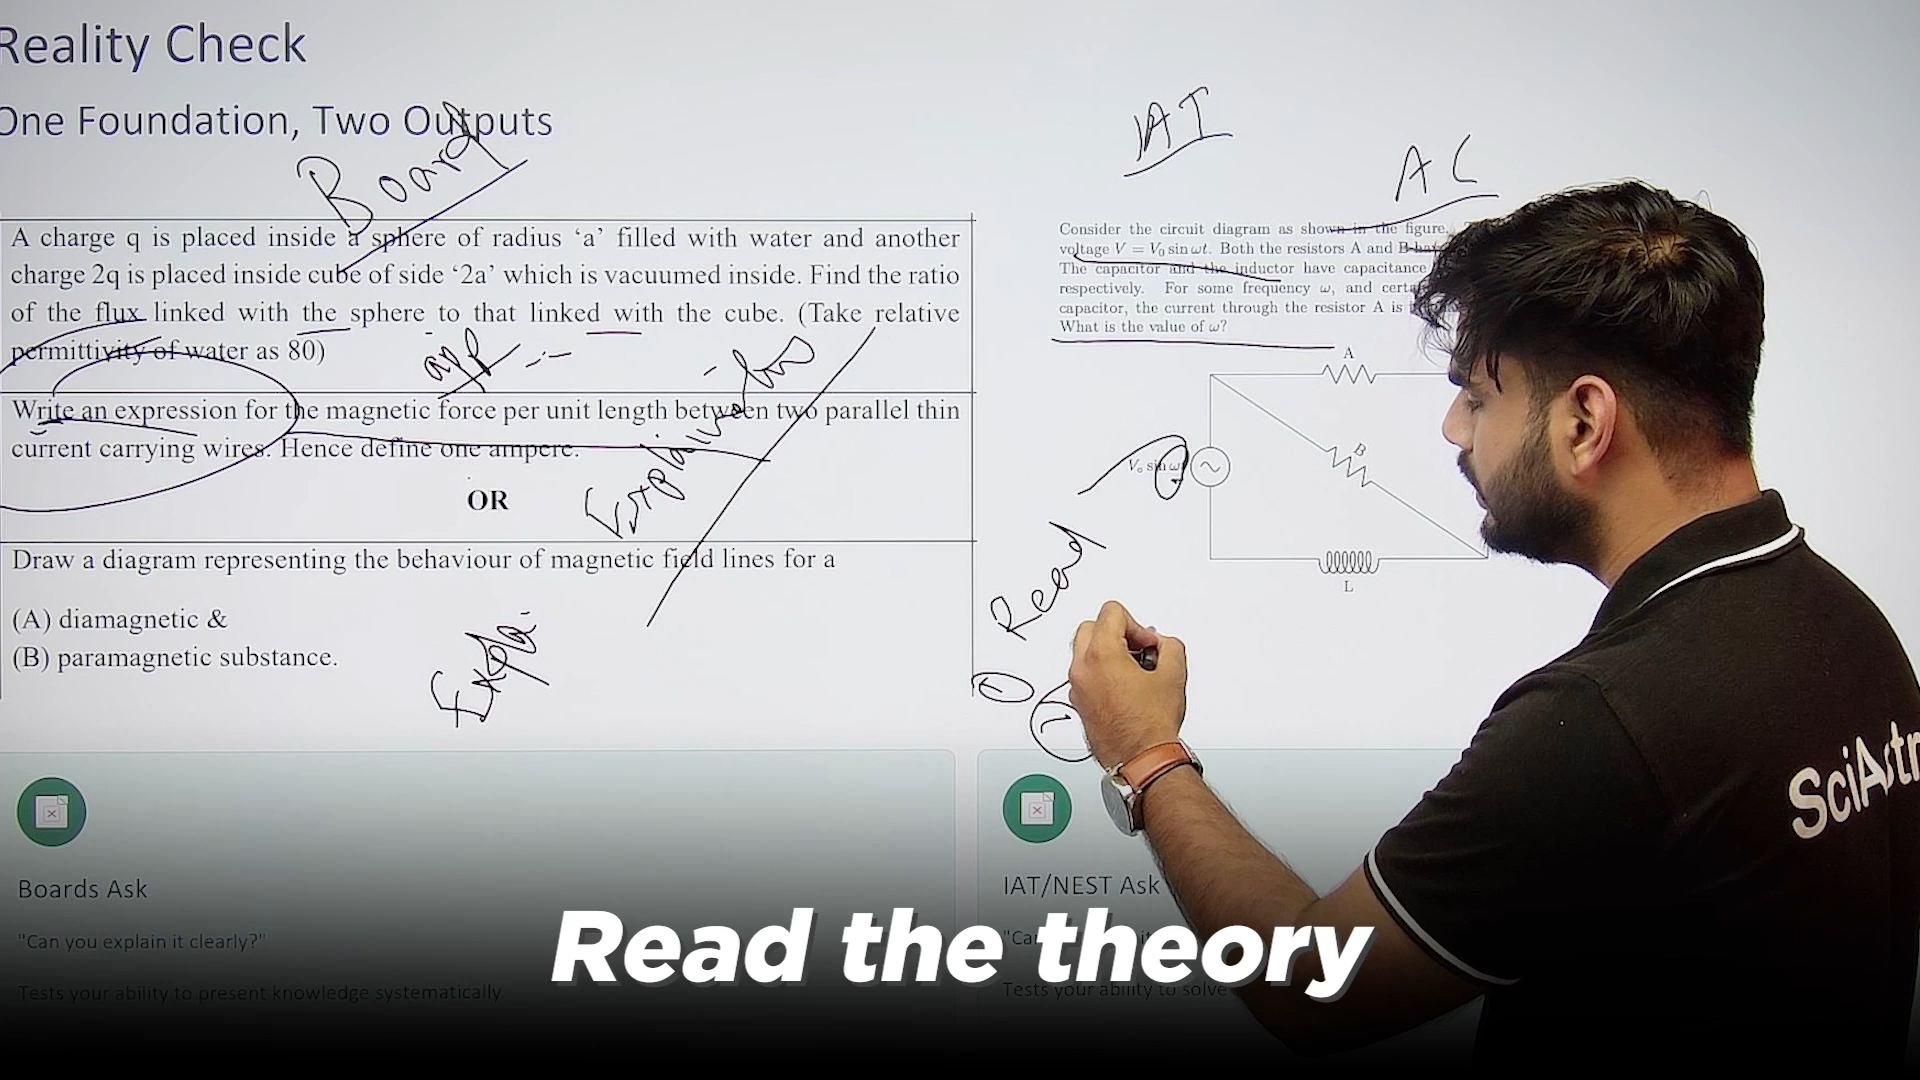 Reality Check
One Foundation, Two Outputs
Board
A charge q is placed inside a sphere of radius ‘a’ filled with water and another
charge 2q is placed inside cube of side ‘2a’ which is vacuumed inside. Find the ratio
of the flux linked with the sphere to that linked with the cube. (Take relative
permittivity of water as 80)
app
Write an expression for the magnetic force per unit length between two parallel thin
current carrying wires. Hence define one ampere.
OR
Draw a diagram representing the behaviour of magnetic field lines for a
(A) diamagnetic &
(B) paramagnetic substance.
Boards Ask
"Can you explain it clearly?"
Tests your ability to present knowledge systematically
IAT
AC
Consider the circuit diagram as shown in the figure.
voltage V = V₀ sin ωt. Both the resistors A and B
The capacitor and the inductor have capacitance
respectively. For some frequency ω, and
capacitor, the current through the resistor A is
What is the value of ω?
A
B
V₀ sin ω
L
① Read
②
IAT/NEST Ask
Tests your ability to solve
Read the theory
SciAstr